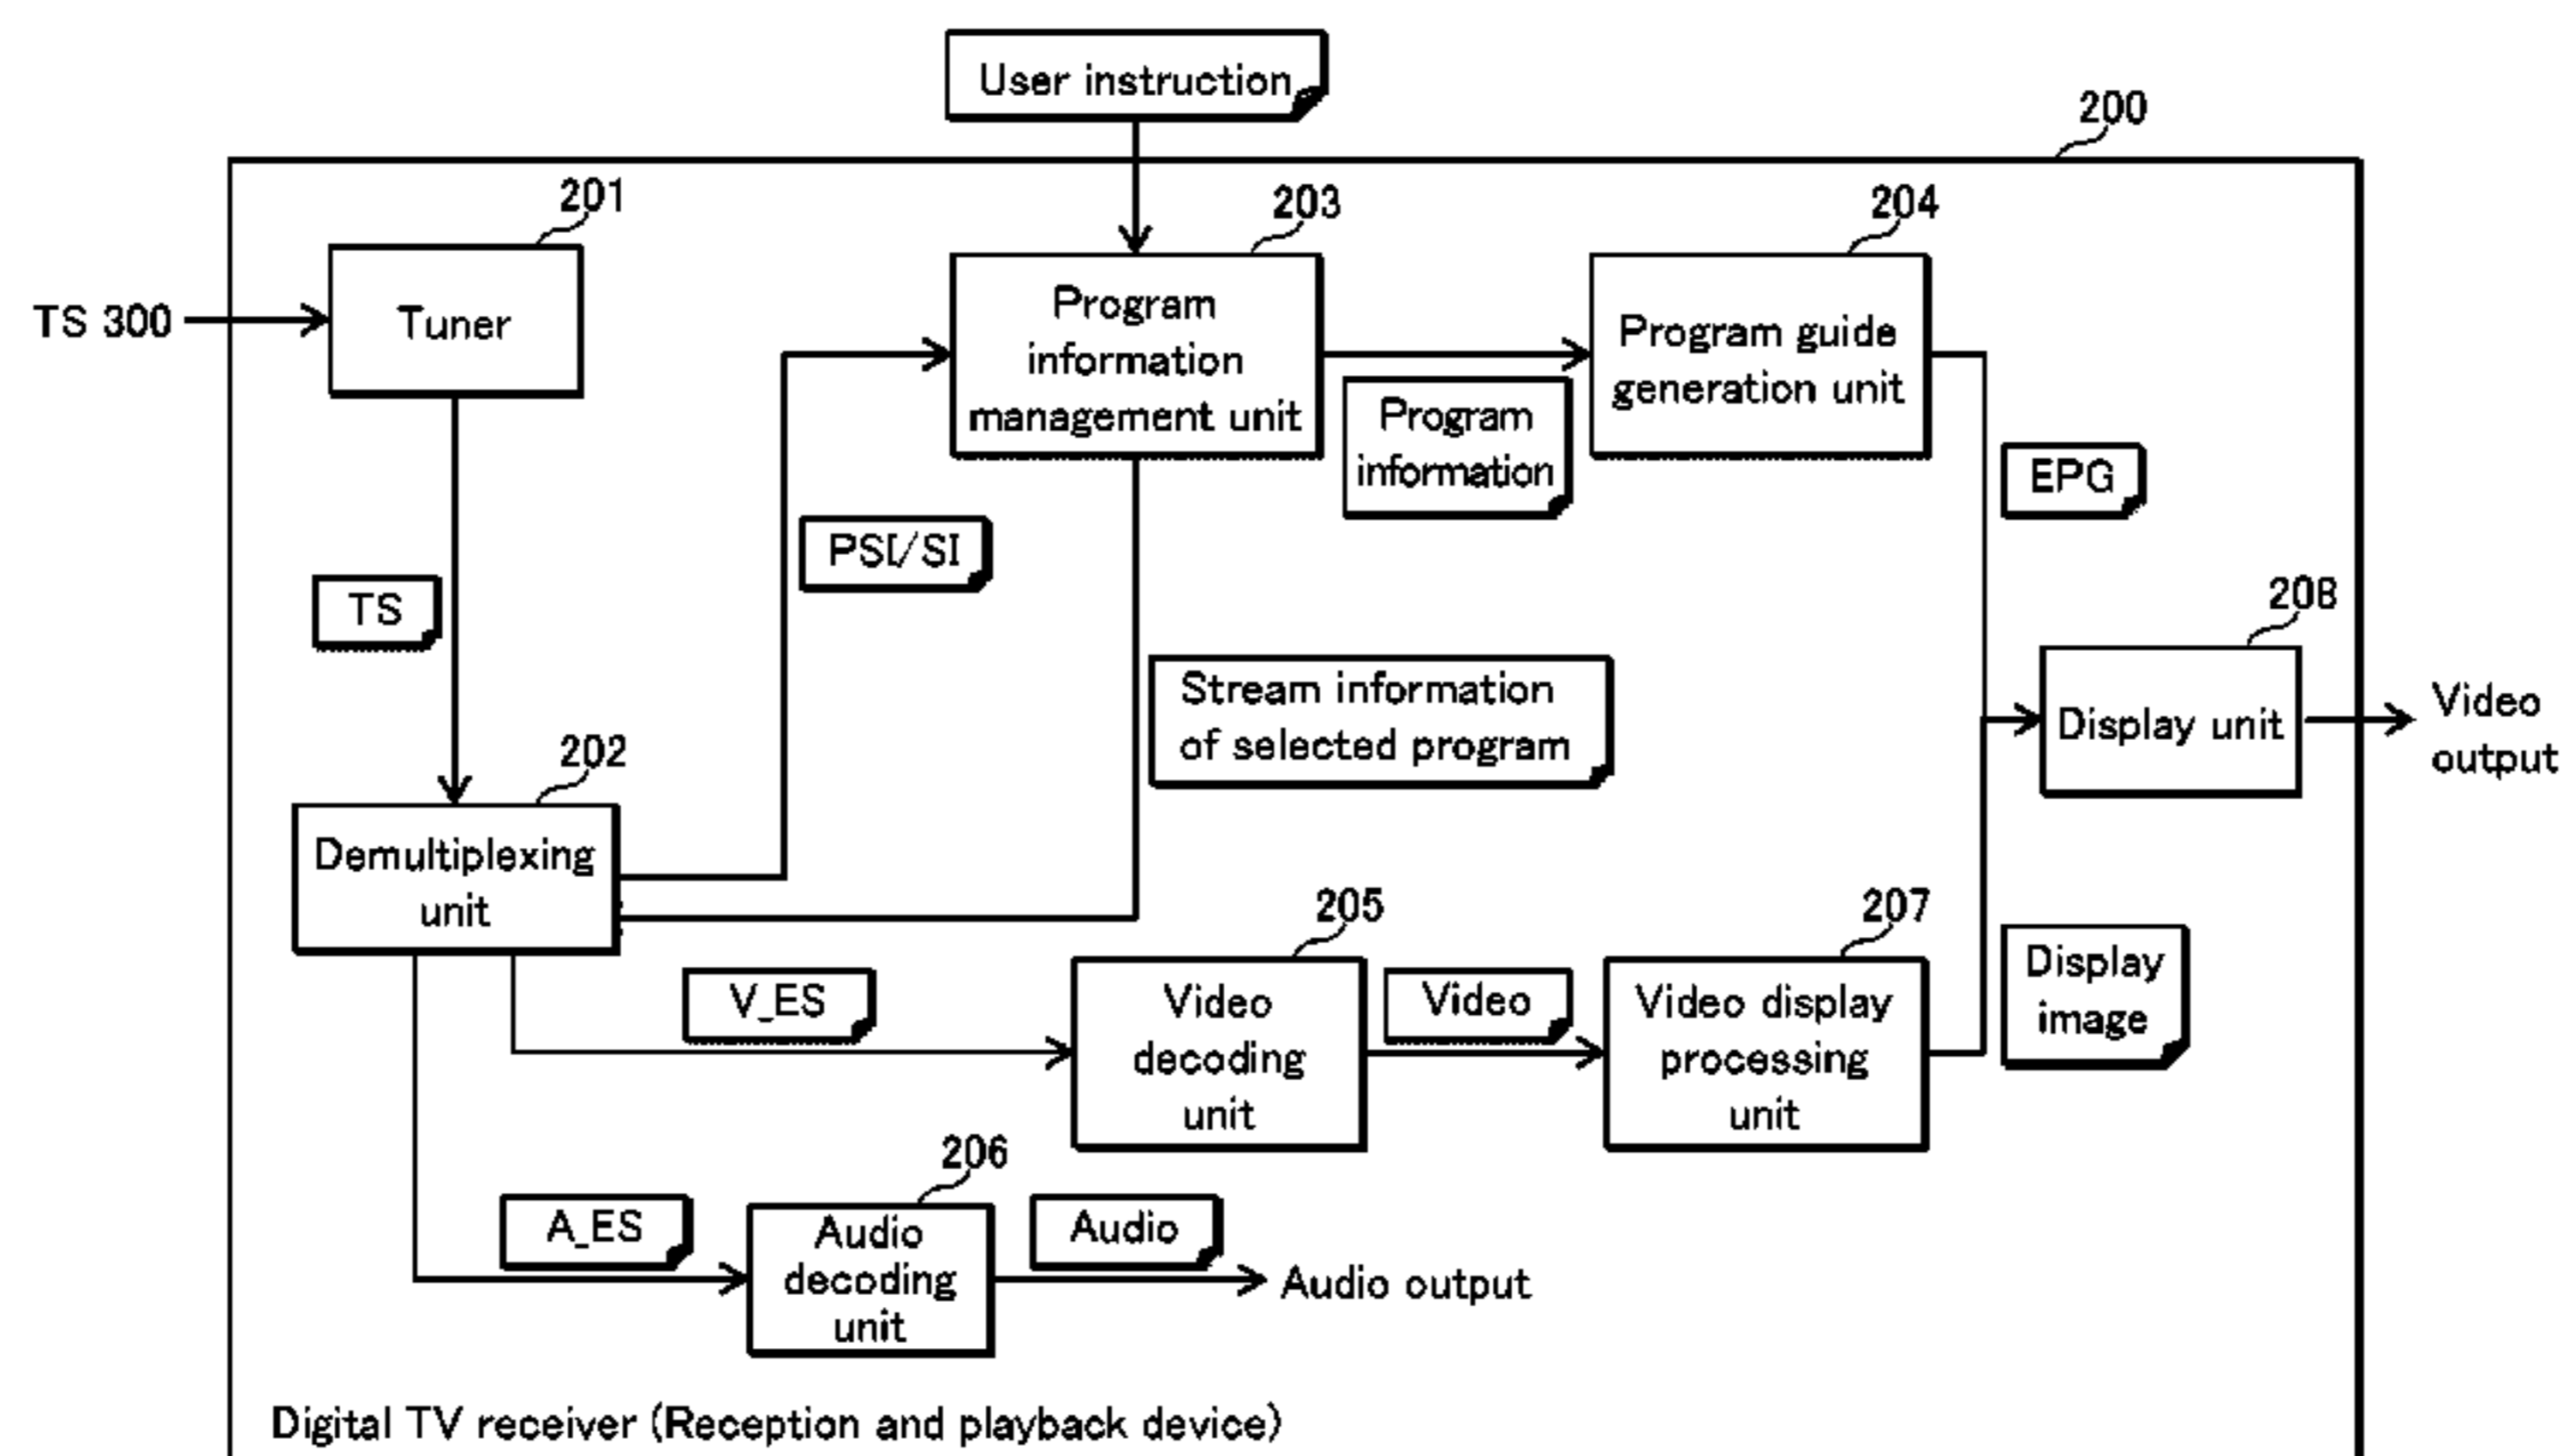 User instruction
200
201
203
204
TS 300
Tuner
Program
information
management unit
Program guide
generation unit
Program
information
EPG
PSI/SI
TS
208
Stream information
of selected program
Display unit
Video
output
202
Demultiplexing
unit
205
207
V_ES
Video
decoding
unit
Video
Video display
processing
unit
Display
image
206
A_ES
Audio
decoding
unit
Audio
Audio output
Digital TV receiver (Reception and playback device)